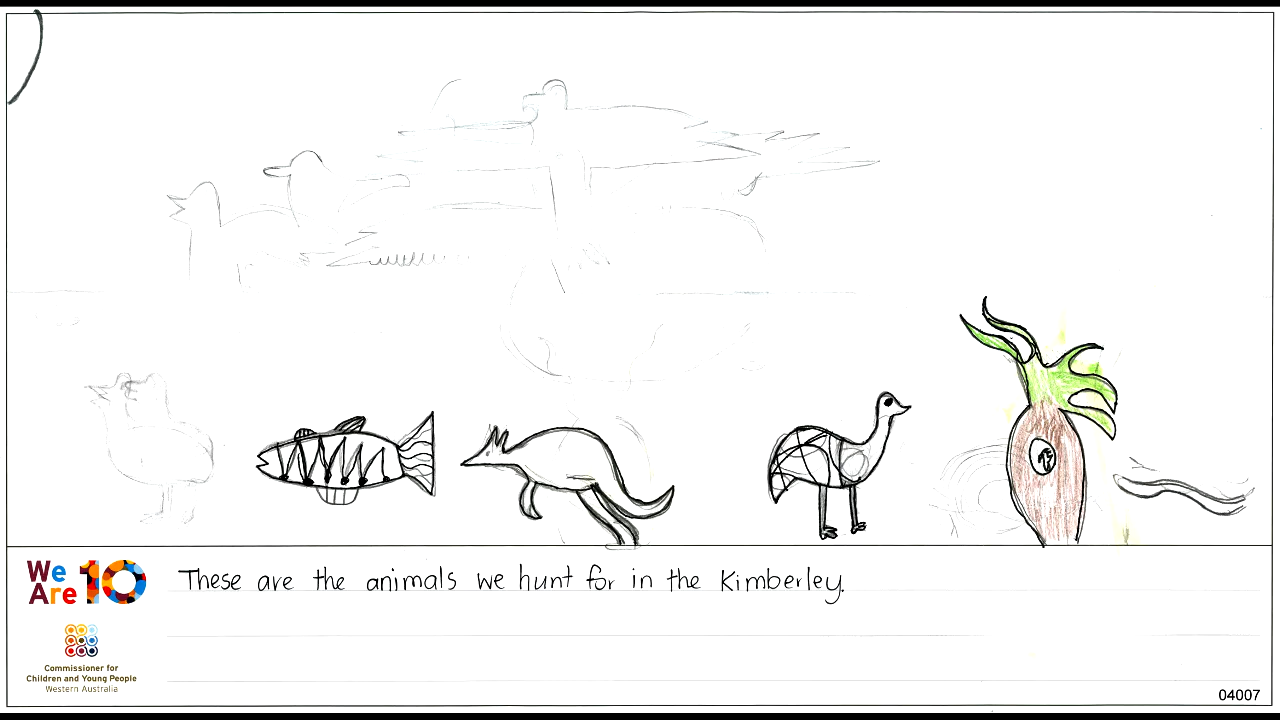 These are the animals we hunt for in the Kimberley.
We
Are 10
Commissioner for
Children and Young People
Western Australia
04007